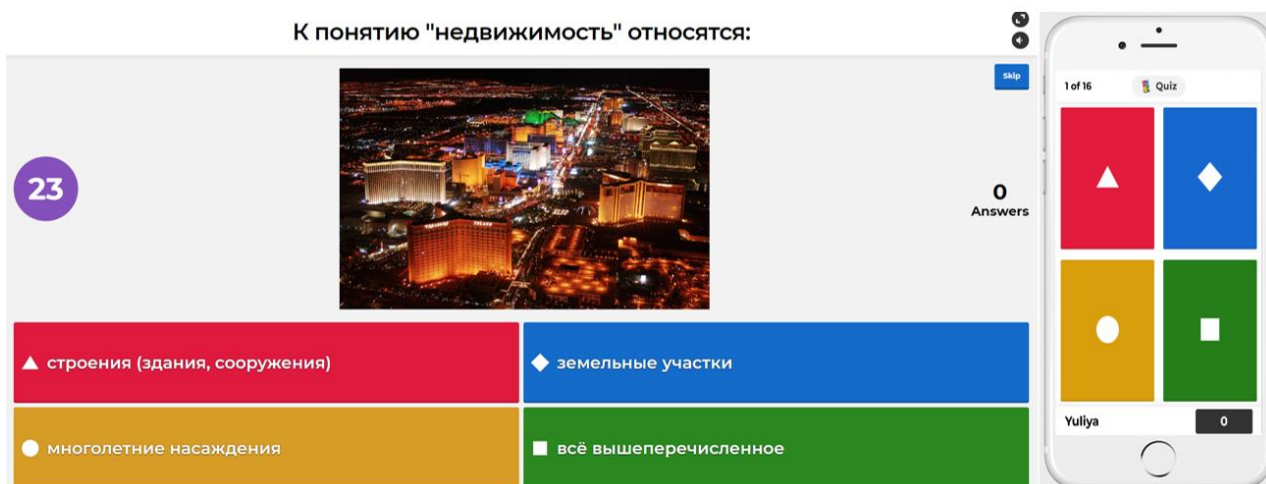 К понятию "недвижимость" относятся:
Skip
23
0
Answers
строения (здания, сооружения)
земельные участки
многолетние насаждения
всё вышеперечисленное
1 of 16
Quiz
Yuliya
0